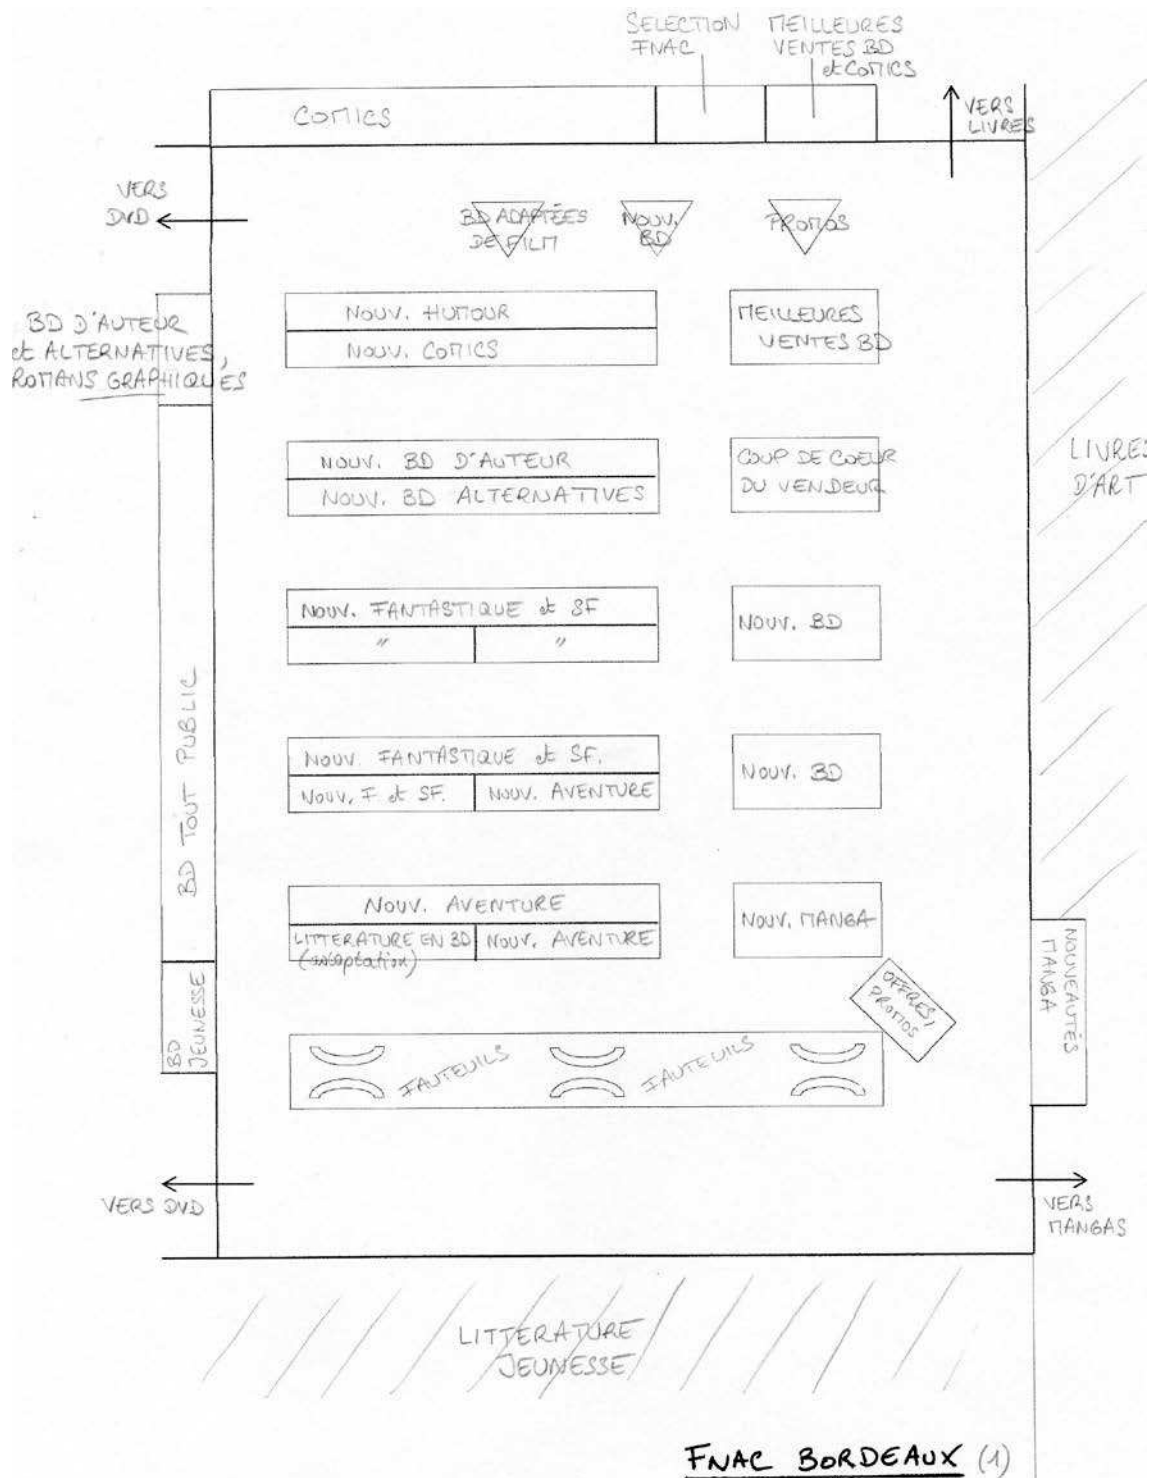 SELECTION
FNAC
MEILLEURES
VENTES BD
et COMICS
COMICS
VERS
LIVRES
VERS
DVD
BD ADAPTÉES
DE FILM
NOUV.
BD
PROMOS
BD D'AUTEUR
et ALTERNATIVES,
ROMANS GRAPHIQUES
NOUV. HUMOUR
NOUV. COMICS
MEILLEURES
VENTES BD
NOUV. BD D'AUTEUR
NOUV. BD ALTERNATIVES
COUP DE COEUR
DU VENDEUR
LIVRES
D'ART
NOUV. FANTASTIQUE et SF
" "
NOUV. BD
BD TOUT PUBLIC
NOUV. FANTASTIQUE et SF.
NOUV. F et SF. NOUV. AVENTURE
NOUV. BD
NOUV. AVENTURE
LITTERATURE EN BD
(adaptation)
NOUV. AVENTURE
NOUV. MANGA
OFFRES,
PROMOS
NOUVEAUTÉS
MANGA
BD
JEUNESSE
FAUTEUILS FAUTEUILS
VERS DVD
VERS
MANGAS
LITTERATURE
JEUNESSE
FNAC BORDEAUX (1)